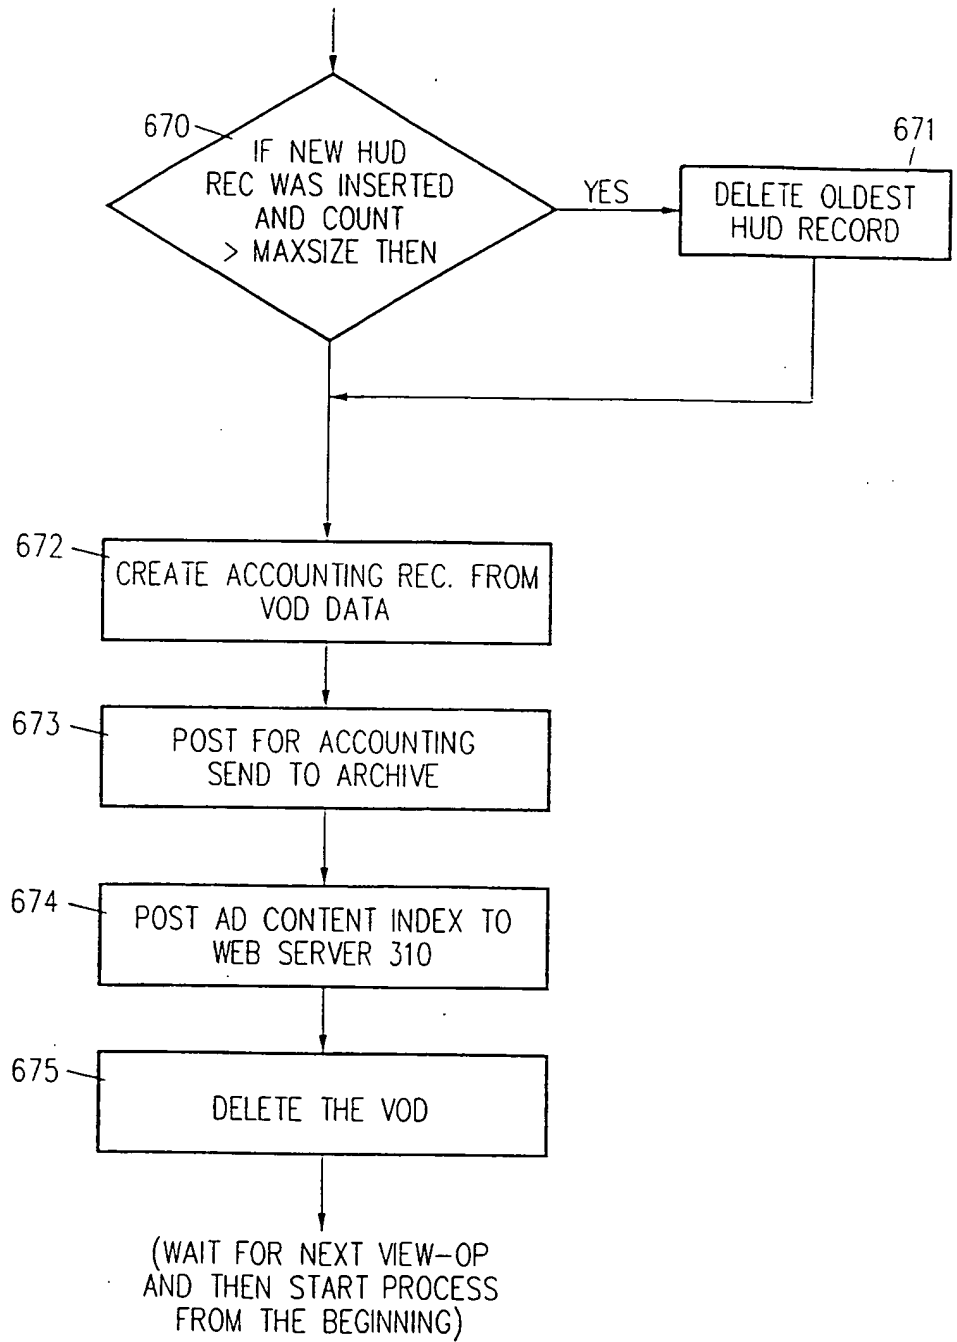 670
IF NEW HUD
REC WAS INSERTED
AND COUNT
> MAXSIZE THEN
YES
671
DELETE OLDEST
HUD RECORD
672
CREATE ACCOUNTING REC. FROM
VOD DATA
673
POST FOR ACCOUNTING
SEND TO ARCHIVE
674
POST AD CONTENT INDEX TO
WEB SERVER 310
675
DELETE THE VOD
(WAIT FOR NEXT VIEW-OP
AND THEN START PROCESS
FROM THE BEGINNING)